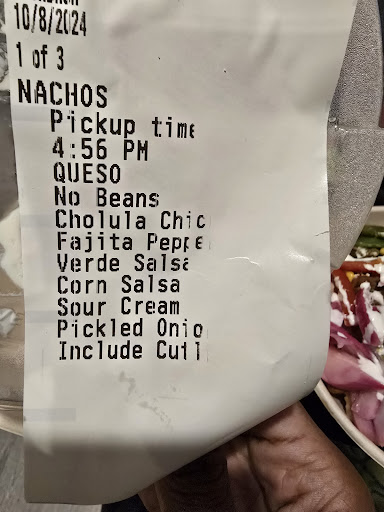 10/8/2024
1 of 3
NACHOS
Pickup time
4:56 PM
QUESO
No Beans
Cholula Chic
Fajita Peppe
Verde Salsa
Corn Salsa
Sour Cream
Pickled Onio
Include Cutl